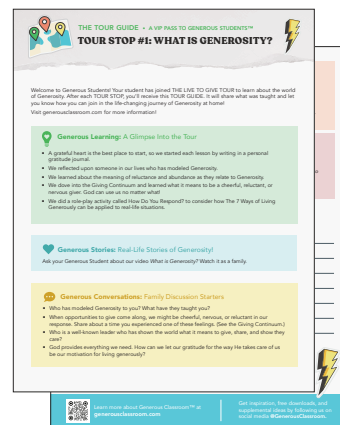 THE TOUR GUIDE • A VIP PASS TO GENEROUS STUDENTS™
TOUR STOP #1: WHAT IS GENEROSITY?
Welcome to Generous Students! Your student has joined THE LIVE TO GIVE TOUR to learn about the world
of Generosity. After each TOUR STOP, you'll receive this TOUR GUIDE. It will share what was taught and let
you know how you can join in the life-changing journey of Generosity at home!
Visit generousclassroom.com for more information!
Generous Learning: A Glimpse Into the Tour
• A grateful heart is the best place to start, so we started each lesson by writing in a personal
gratitude journal.
• We reflected upon someone in our lives who has modeled Generosity.
• We learned about the meaning of reluctance and abundance as they relate to Generosity.
• We dove into the Giving Continuum and learned what it means to be a cheerful, reluctant, or
nervous giver. God can use us no matter what!
• We did a role-play activity called How Do You Respond? to consider how The 7 Ways of Living
Generously can be applied to real-life situations.
Generous Stories: Real-Life Stories of Generosity!
Ask your Generous Student about our video What is Generosity? Watch it as a family.
Generous Conversations: Family Discussion Starters
• Who has modeled Generosity to you? What have they taught you?
• When opportunities to give come along, we might be cheerful, nervous, or reluctant in our
response. Share about a time you experienced one of these feelings. (See the Giving Continuum.)
• Who is a well-known leader who has shown the world what it means to give, share, and show they
care?
• God provides everything we need. How can we let our gratitude for the way He takes care of us
be our motivation for living generously?
Learn more about Generous Classroom™ at
generousclassroom.com
Get inspiration, free downloads, and
supplemental ideas by following us on
social media @GenerousClassroom.